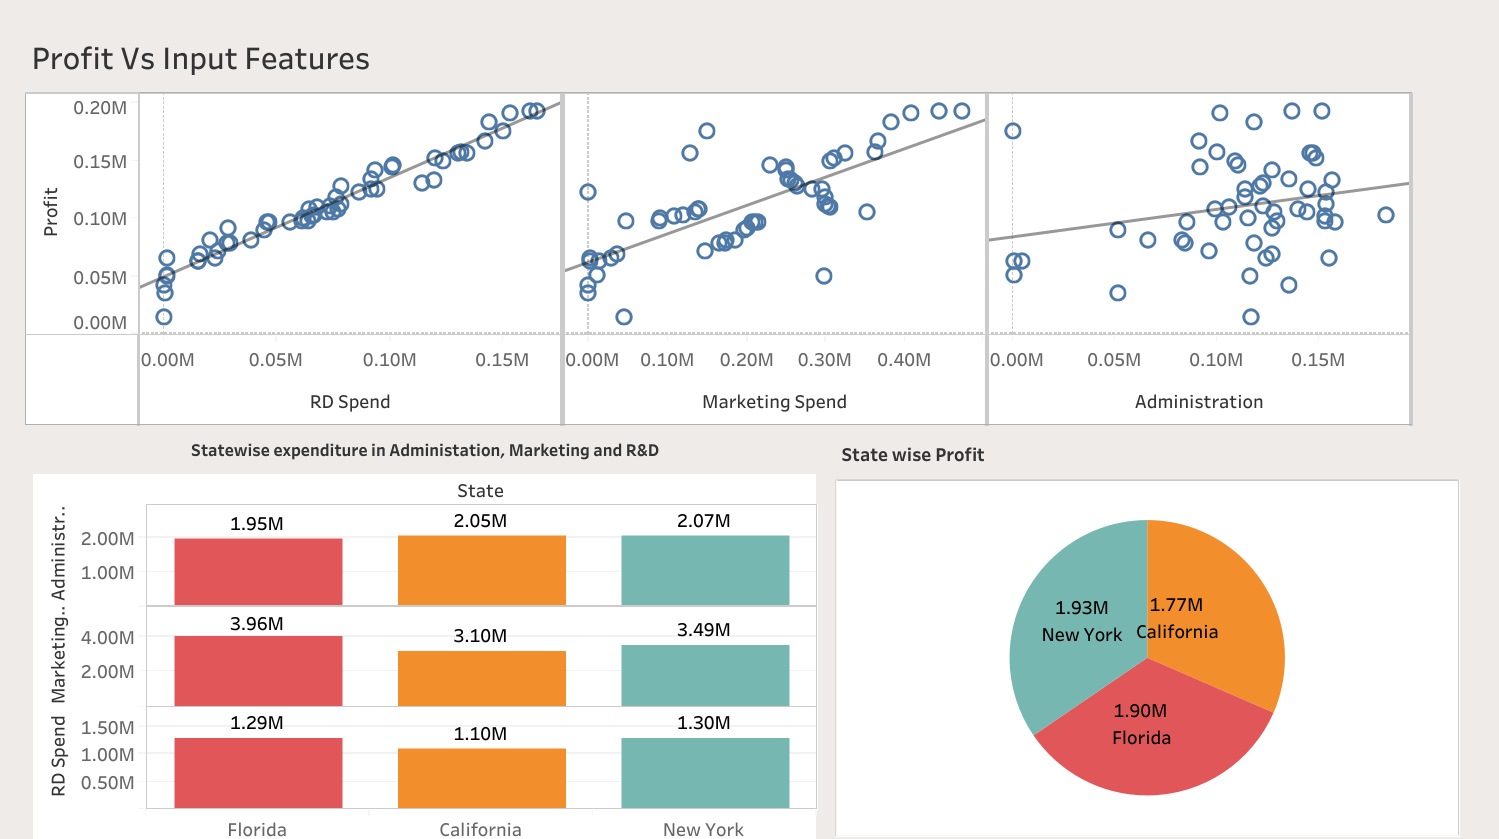 Profit Vs Input Features
Profit
0.20M
0.15M
0.10M
0.05M
0.00M
0.00M 0.05M 0.10M 0.15M
0.00M 0.10M 0.20M 0.30M 0.40M
0.00M 0.05M 0.10M 0.15M
RD Spend
Marketing Spend
Administration
Statewise expenditure in Administation, Marketing and R&D
State
Administr..
2.00M
1.00M
1.95M 2.05M 2.07M
Marketing..
4.00M
2.00M
3.96M 3.10M 3.49M
RD Spend
1.50M
1.00M
0.50M
1.29M 1.10M 1.30M
Florida California New York
State wise Profit
1.93M
New York
1.77M
California
1.90M
Florida